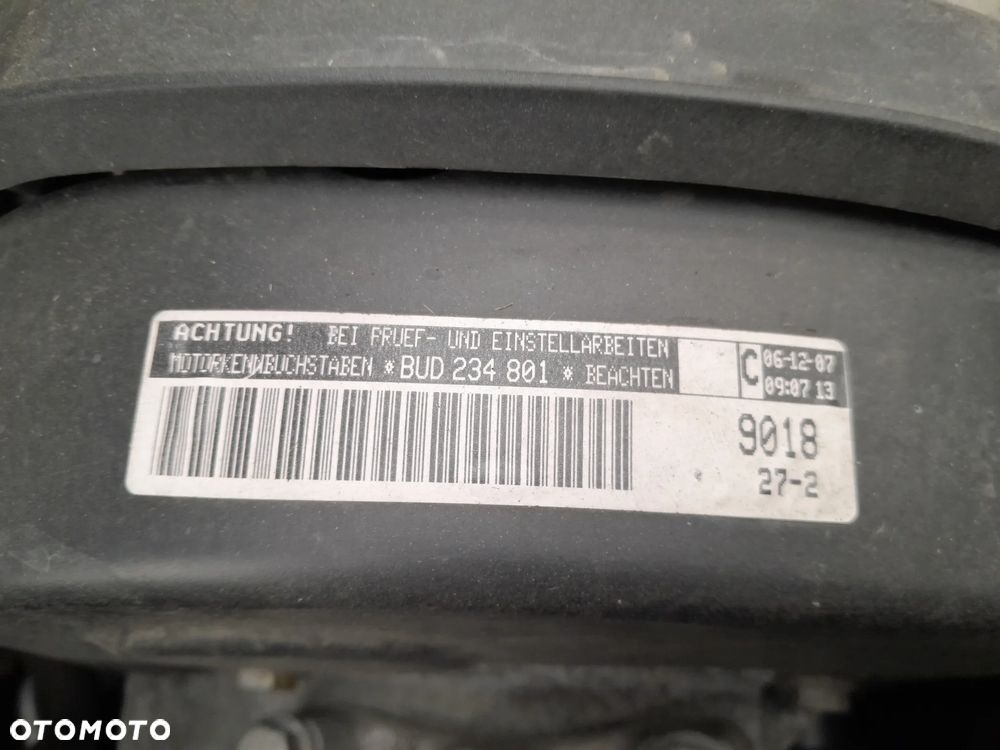 ACHTUNG! BEI PRUEF- UND EINSTELLARBEITEN
MOTORKENNBUCHSTABEN * BUD 234 801 * BEACHTEN
C
06-12-07
09:07 13
9018
27-2
OTOMOTO